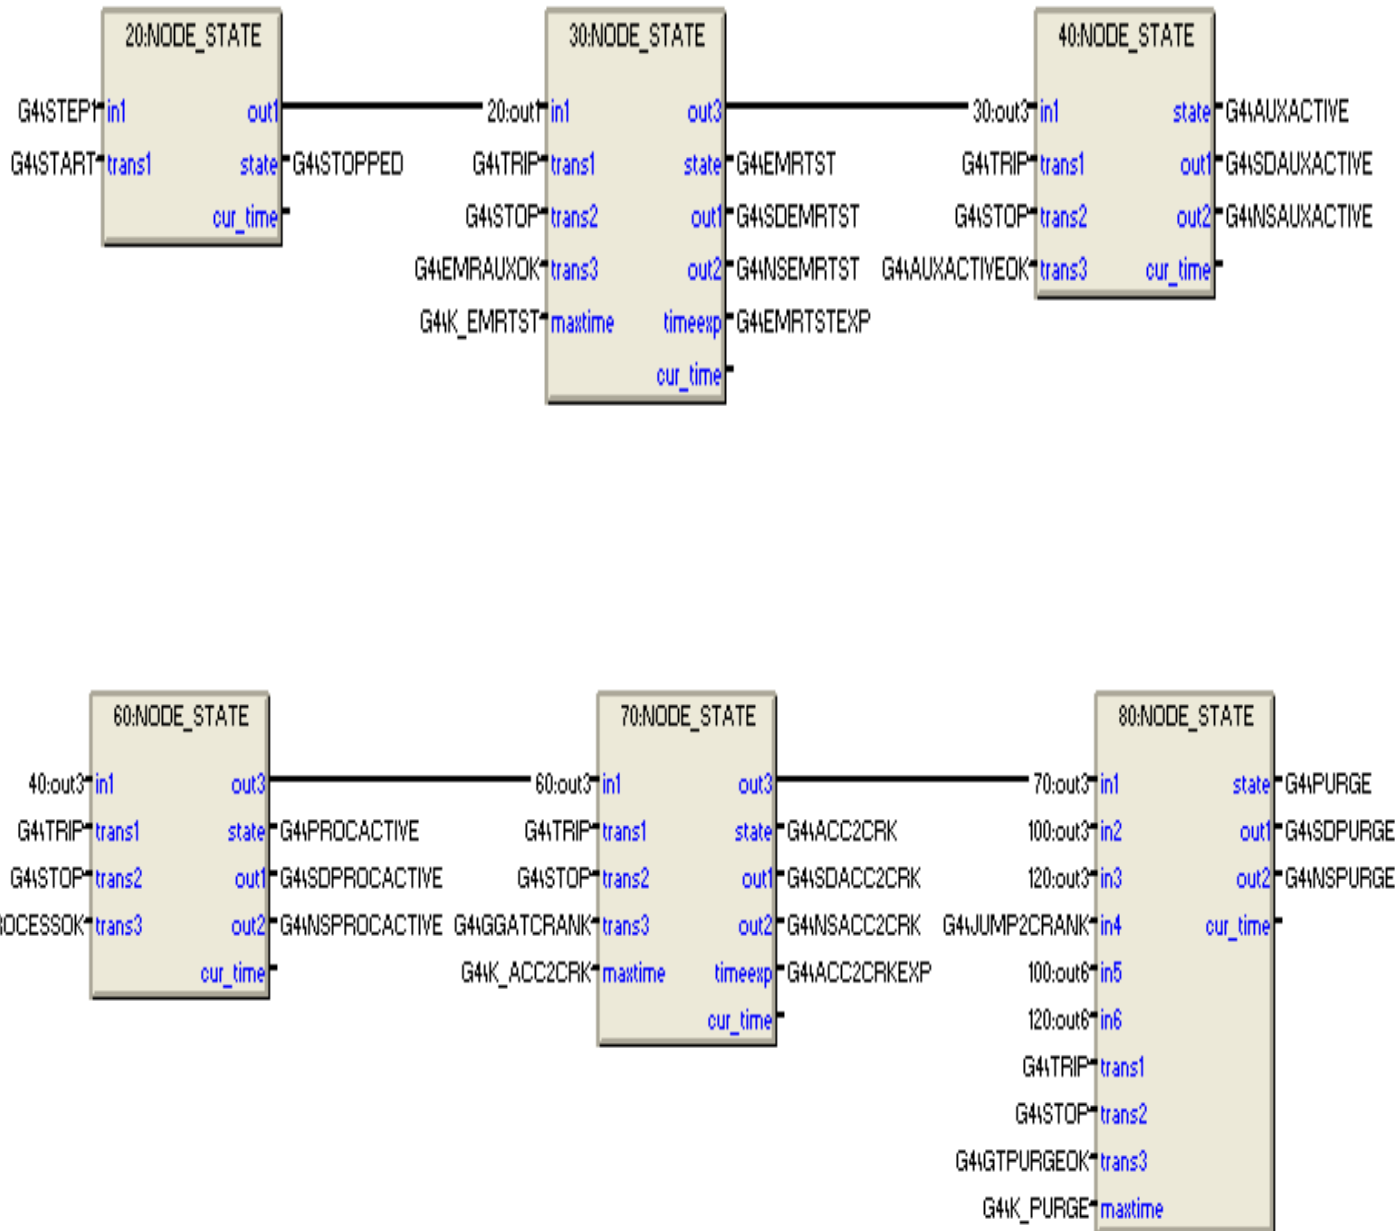 20:NODE_STATE 30:NODE_STATE 40:NODE_STATE
G4\STEP1 in1 out1 20:out1 in1 out3 30:out3 in1 state G4\AUXACTIVE
G4\START trans1 state G4\STOPPED G4\TRIP trans1 state G4\EMRTST G4\TRIP trans1 out1 G4\SDAUXACTIVE
cur_time G4\STOP trans2 out1 G4\SDEMRTST G4\STOP trans2 out2 G4\NSAUXACTIVE
G4\EMRAUXOK trans3 out2 G4\NSEMRTST G4\AUXACTIVEOK trans3 cur_time
G4\K_EMRTST maxtime timeexp G4\EMRTSTEXP
cur_time
60:NODE_STATE 70:NODE_STATE 80:NODE_STATE
40:out3 in1 out3 60:out3 in1 out3 70:out3 in1 state G4\PURGE
G4\TRIP trans1 state G4\PROCACTIVE G4\TRIP trans1 state G4\ACC2CRK 100:out3 in2 out1 G4\SDPURGE
G4\STOP trans2 out1 G4\SDPROCACTIVE G4\STOP trans2 out1 G4\SDACC2CRK 120:out3 in3 out2 G4\NSPURGE
ROCESSOK trans3 out2 G4\NSPROCACTIVE G4\GGATCRANK trans3 out2 G4\NSACC2CRK G4\JUMP2CRANK in4 cur_time
cur_time G4\K_ACC2CRK maxtime timeexp G4\ACC2CRKEXP 100:out6 in5
cur_time 120:out6 in6
G4\TRIP trans1
G4\STOP trans2
G4\GTPURGEOK trans3
G4\K_PURGE maxtime